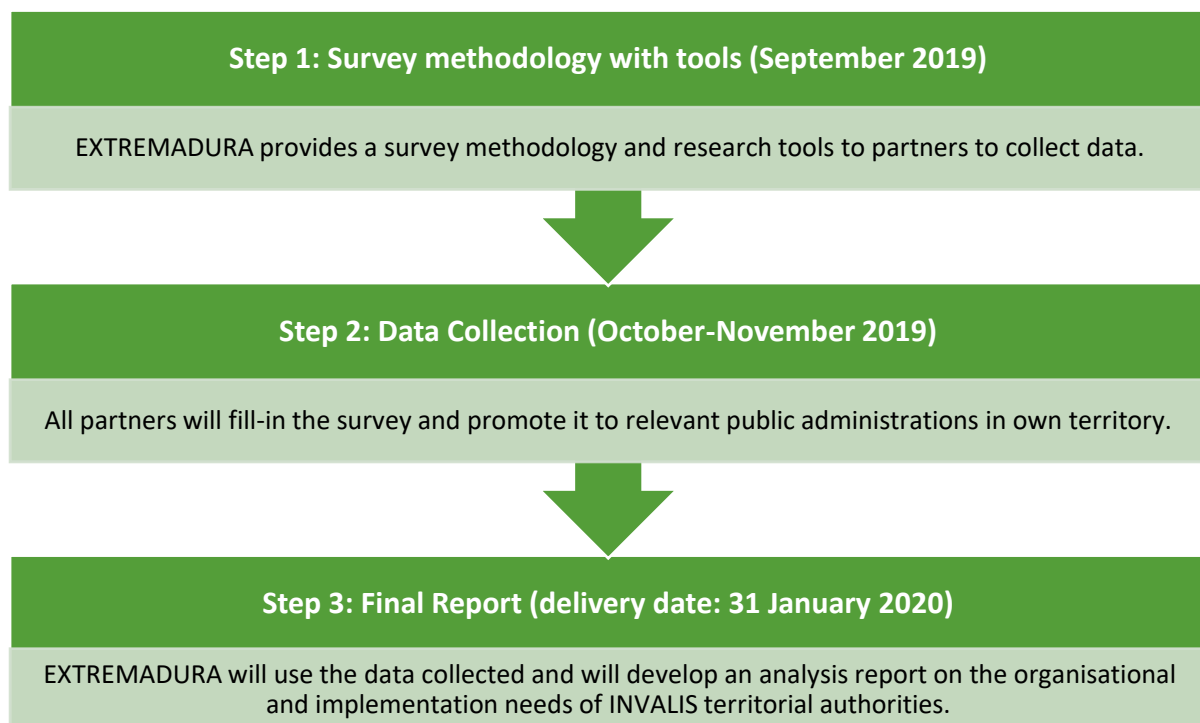 Step 1: Survey methodology with tools (September 2019)
EXTREMADURA provides a survey methodology and research tools to partners to collect data.
Step 2: Data Collection (October-November 2019)
All partners will fill-in the survey and promote it to relevant public administrations in own territory.
Step 3: Final Report (delivery date: 31 January 2020)
EXTREMADURA will use the data collected and will develop an analysis report on the organisational
and implementation needs of INVALIS territorial authorities.